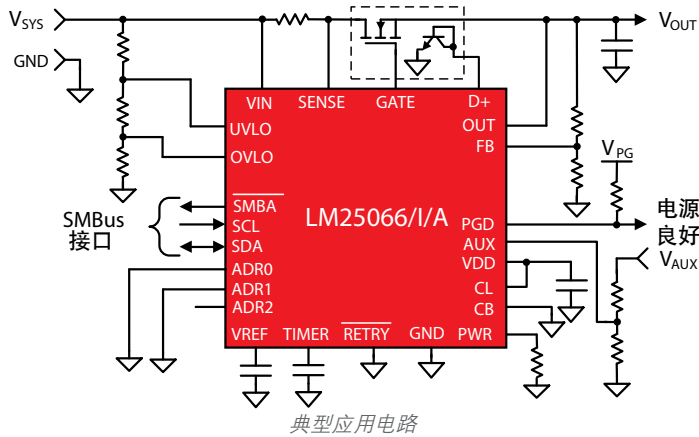 VSYS
VOUT
GND
VIN SENSE GATE D+
UVLO
OUT
OVLO
FB
VPG
SMBus
接口
SMBA
SCL
SDA
LM25066/I/A
PGD
电源
良好
AUX
VAUX
ADR0
VDD
ADR1
CL
ADR2
CB
VREF TIMER RETRY GND PWR
典型应用电路